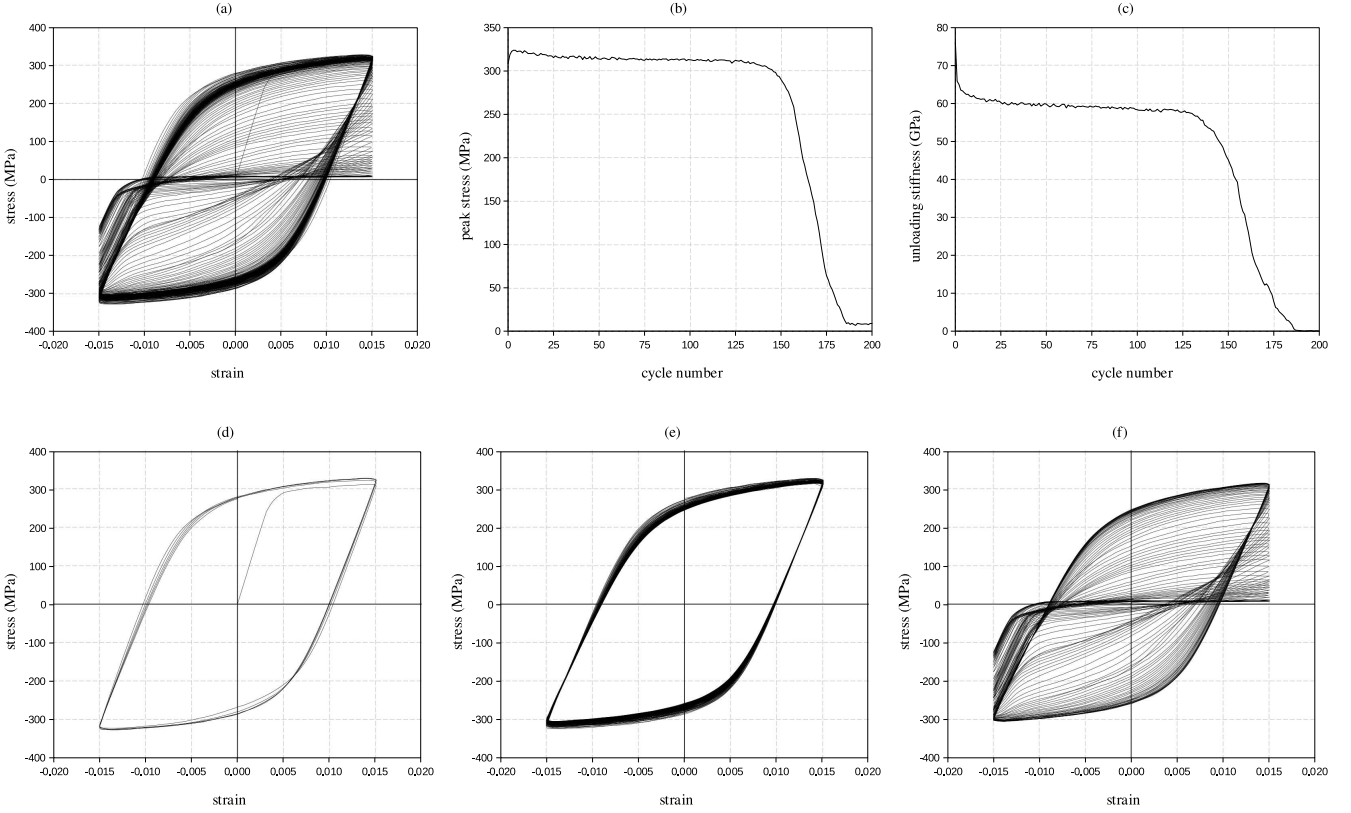 (a)
400
300
200
100
0
-100
-200
-300
-400
-0.020 -0.015 -0.010 -0.005 0.000 0.005 0.010 0.015 0.020
stress (MPa)
strain
(b)
350
300
250
200
150
100
50
0
0 25 50 75 100 125 150 175 200
peak stress (MPa)
cycle number
(c)
80
70
60
50
40
30
20
10
0
0 25 50 75 100 125 150 175 200
unloading stiffness (GPa)
cycle number
(d)
400
300
200
100
0
-100
-200
-300
-400
-0.020 -0.015 -0.010 -0.005 0.000 0.005 0.010 0.015 0.020
stress (MPa)
strain
(e)
400
300
200
100
0
-100
-200
-300
-400
-0.020 -0.015 -0.010 -0.005 0.000 0.005 0.010 0.015 0.020
stress (MPa)
strain
(f)
400
300
200
100
0
-100
-200
-300
-400
-0.020 -0.015 -0.010 -0.005 0.000 0.005 0.010 0.015 0.020
stress (MPa)
strain